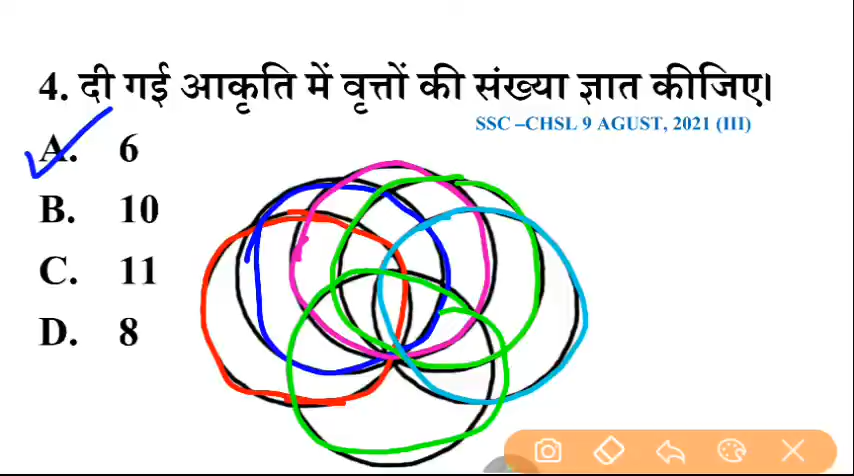 4. दी गई आकृति में वृत्तों की संख्या ज्ञात कीजिए।
SSC –CHSL 9 AGUST, 2021 (III)
A. 6
B. 10
C. 11
D. 8